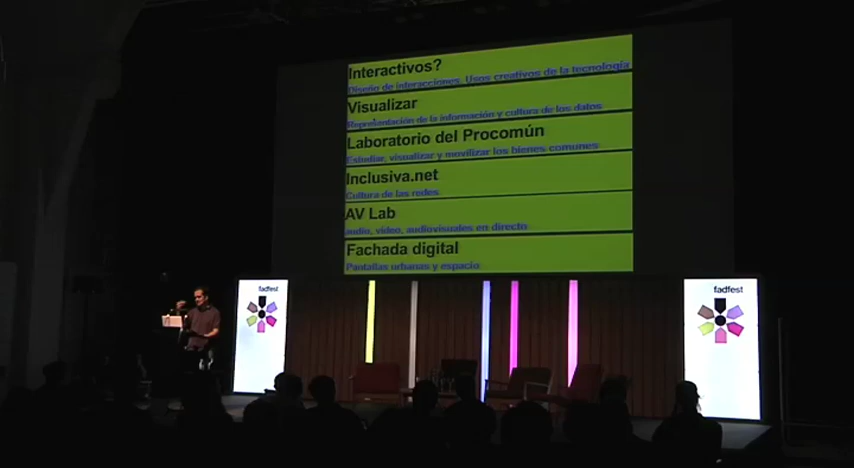 Interactivos?
Diseño de interacciones. Usos creativos de la tecnología
Visualizar
Representación de la información y cultura de los datos
Laboratorio del Procomún
Estudiar, visualizar y movilizar los bienes comunes
Inclusiva.net
Cultura de las redes
AV Lab
audio, vídeo, audiovisuales en directo
Fachada digital
Pantallas urbanas y espacio
fadfest
fadfest